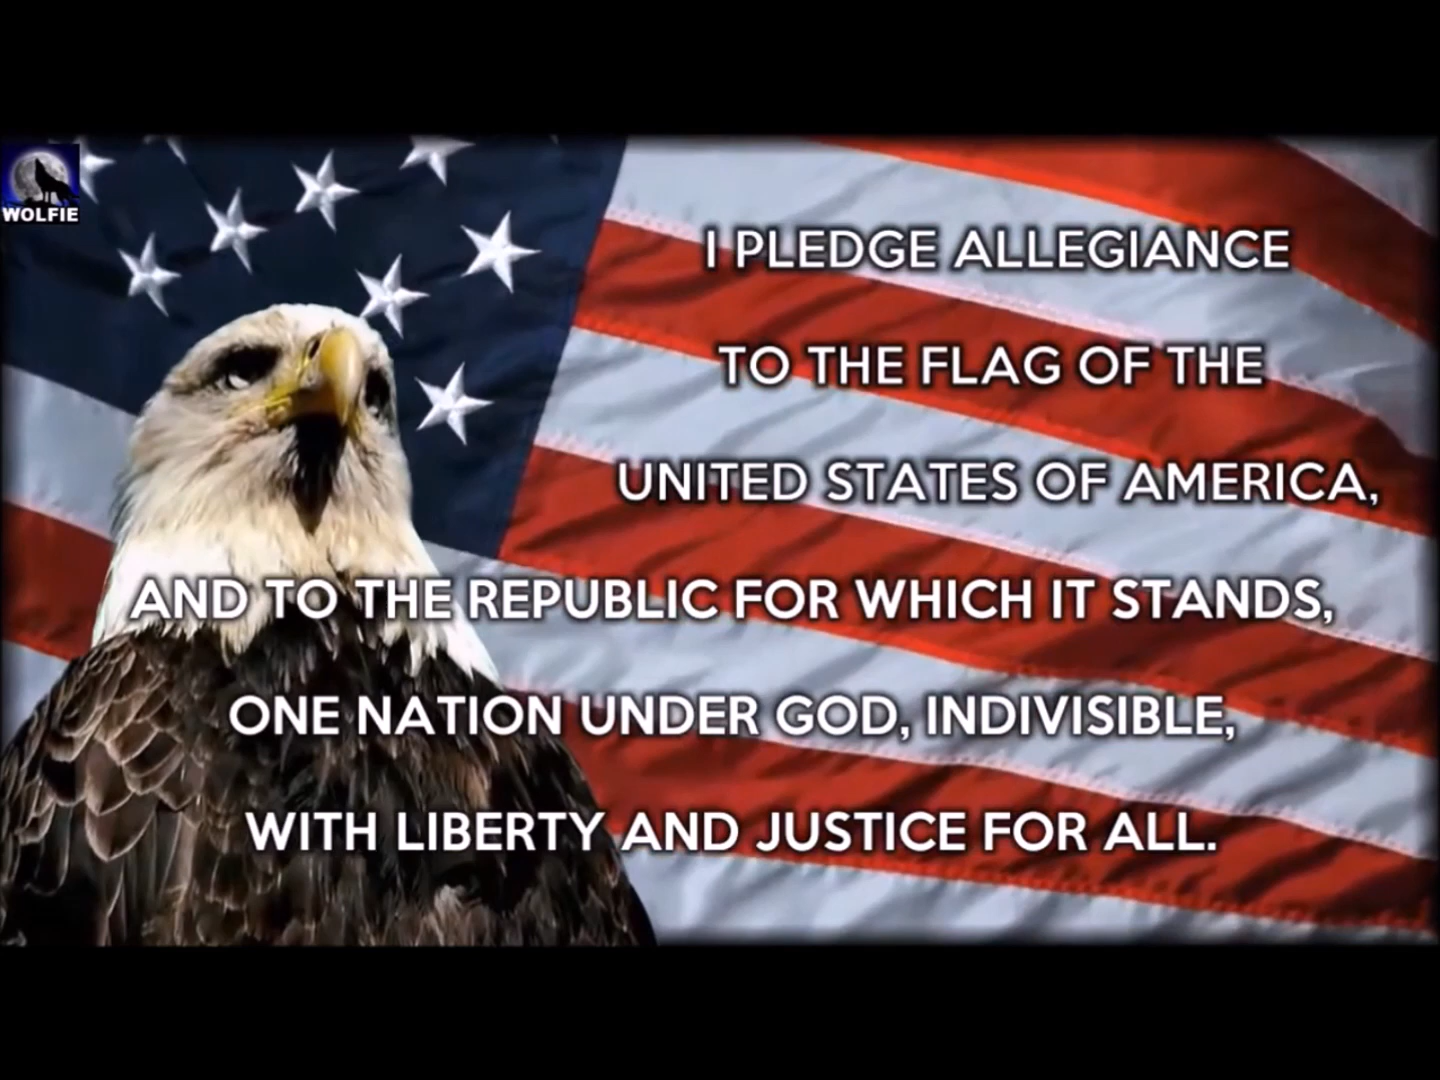 WOLFIE
I PLEDGE ALLEGIANCE
TO THE FLAG OF THE
UNITED STATES OF AMERICA,
AND TO THE REPUBLIC FOR WHICH IT STANDS,
ONE NATION UNDER GOD, INDIVISIBLE,
WITH LIBERTY AND JUSTICE FOR ALL.